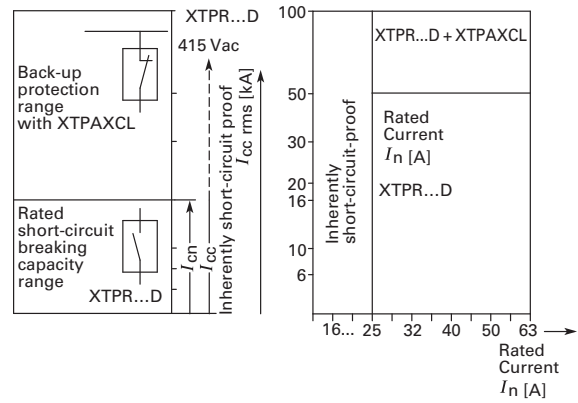 XTPR...D
415 Vac
Back-up
protection
range
with XTPAXCL
Rated
short-circuit
breaking
capacity
range
XTPR...D
Icn
Icc
Inherently short-circuit proof
Icc rms [kA]
100
50
30
20
16
10
6
Inherently
short-circuit-proof
XTPR...D + XTPAXCL
Rated
Current
In [A]
XTPR...D
16... 25 32 40 50 63
Rated
Current
In [A]